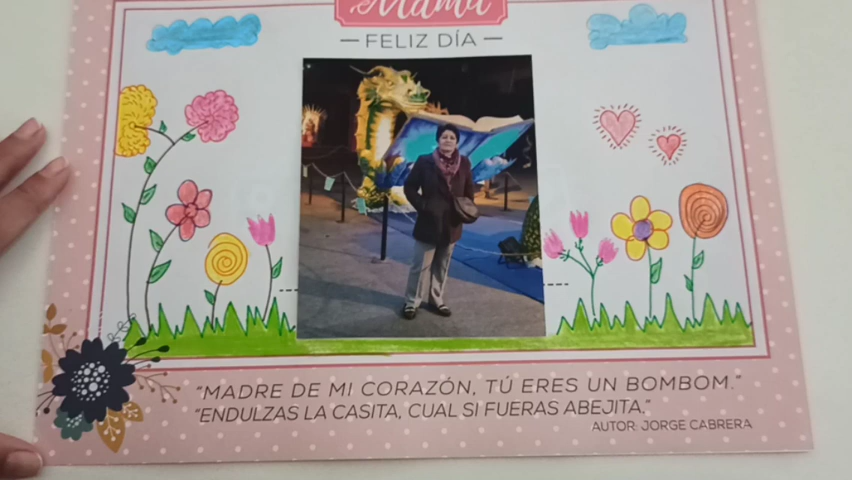 Mamá
— FELIZ DÍA —
“MADRE DE MI CORAZÓN, TÚ ERES UN BOMBOM.”
“ENDULZAS LA CASITA, CUAL SI FUERAS ABEJITA.”
AUTOR: JORGE CABRERA